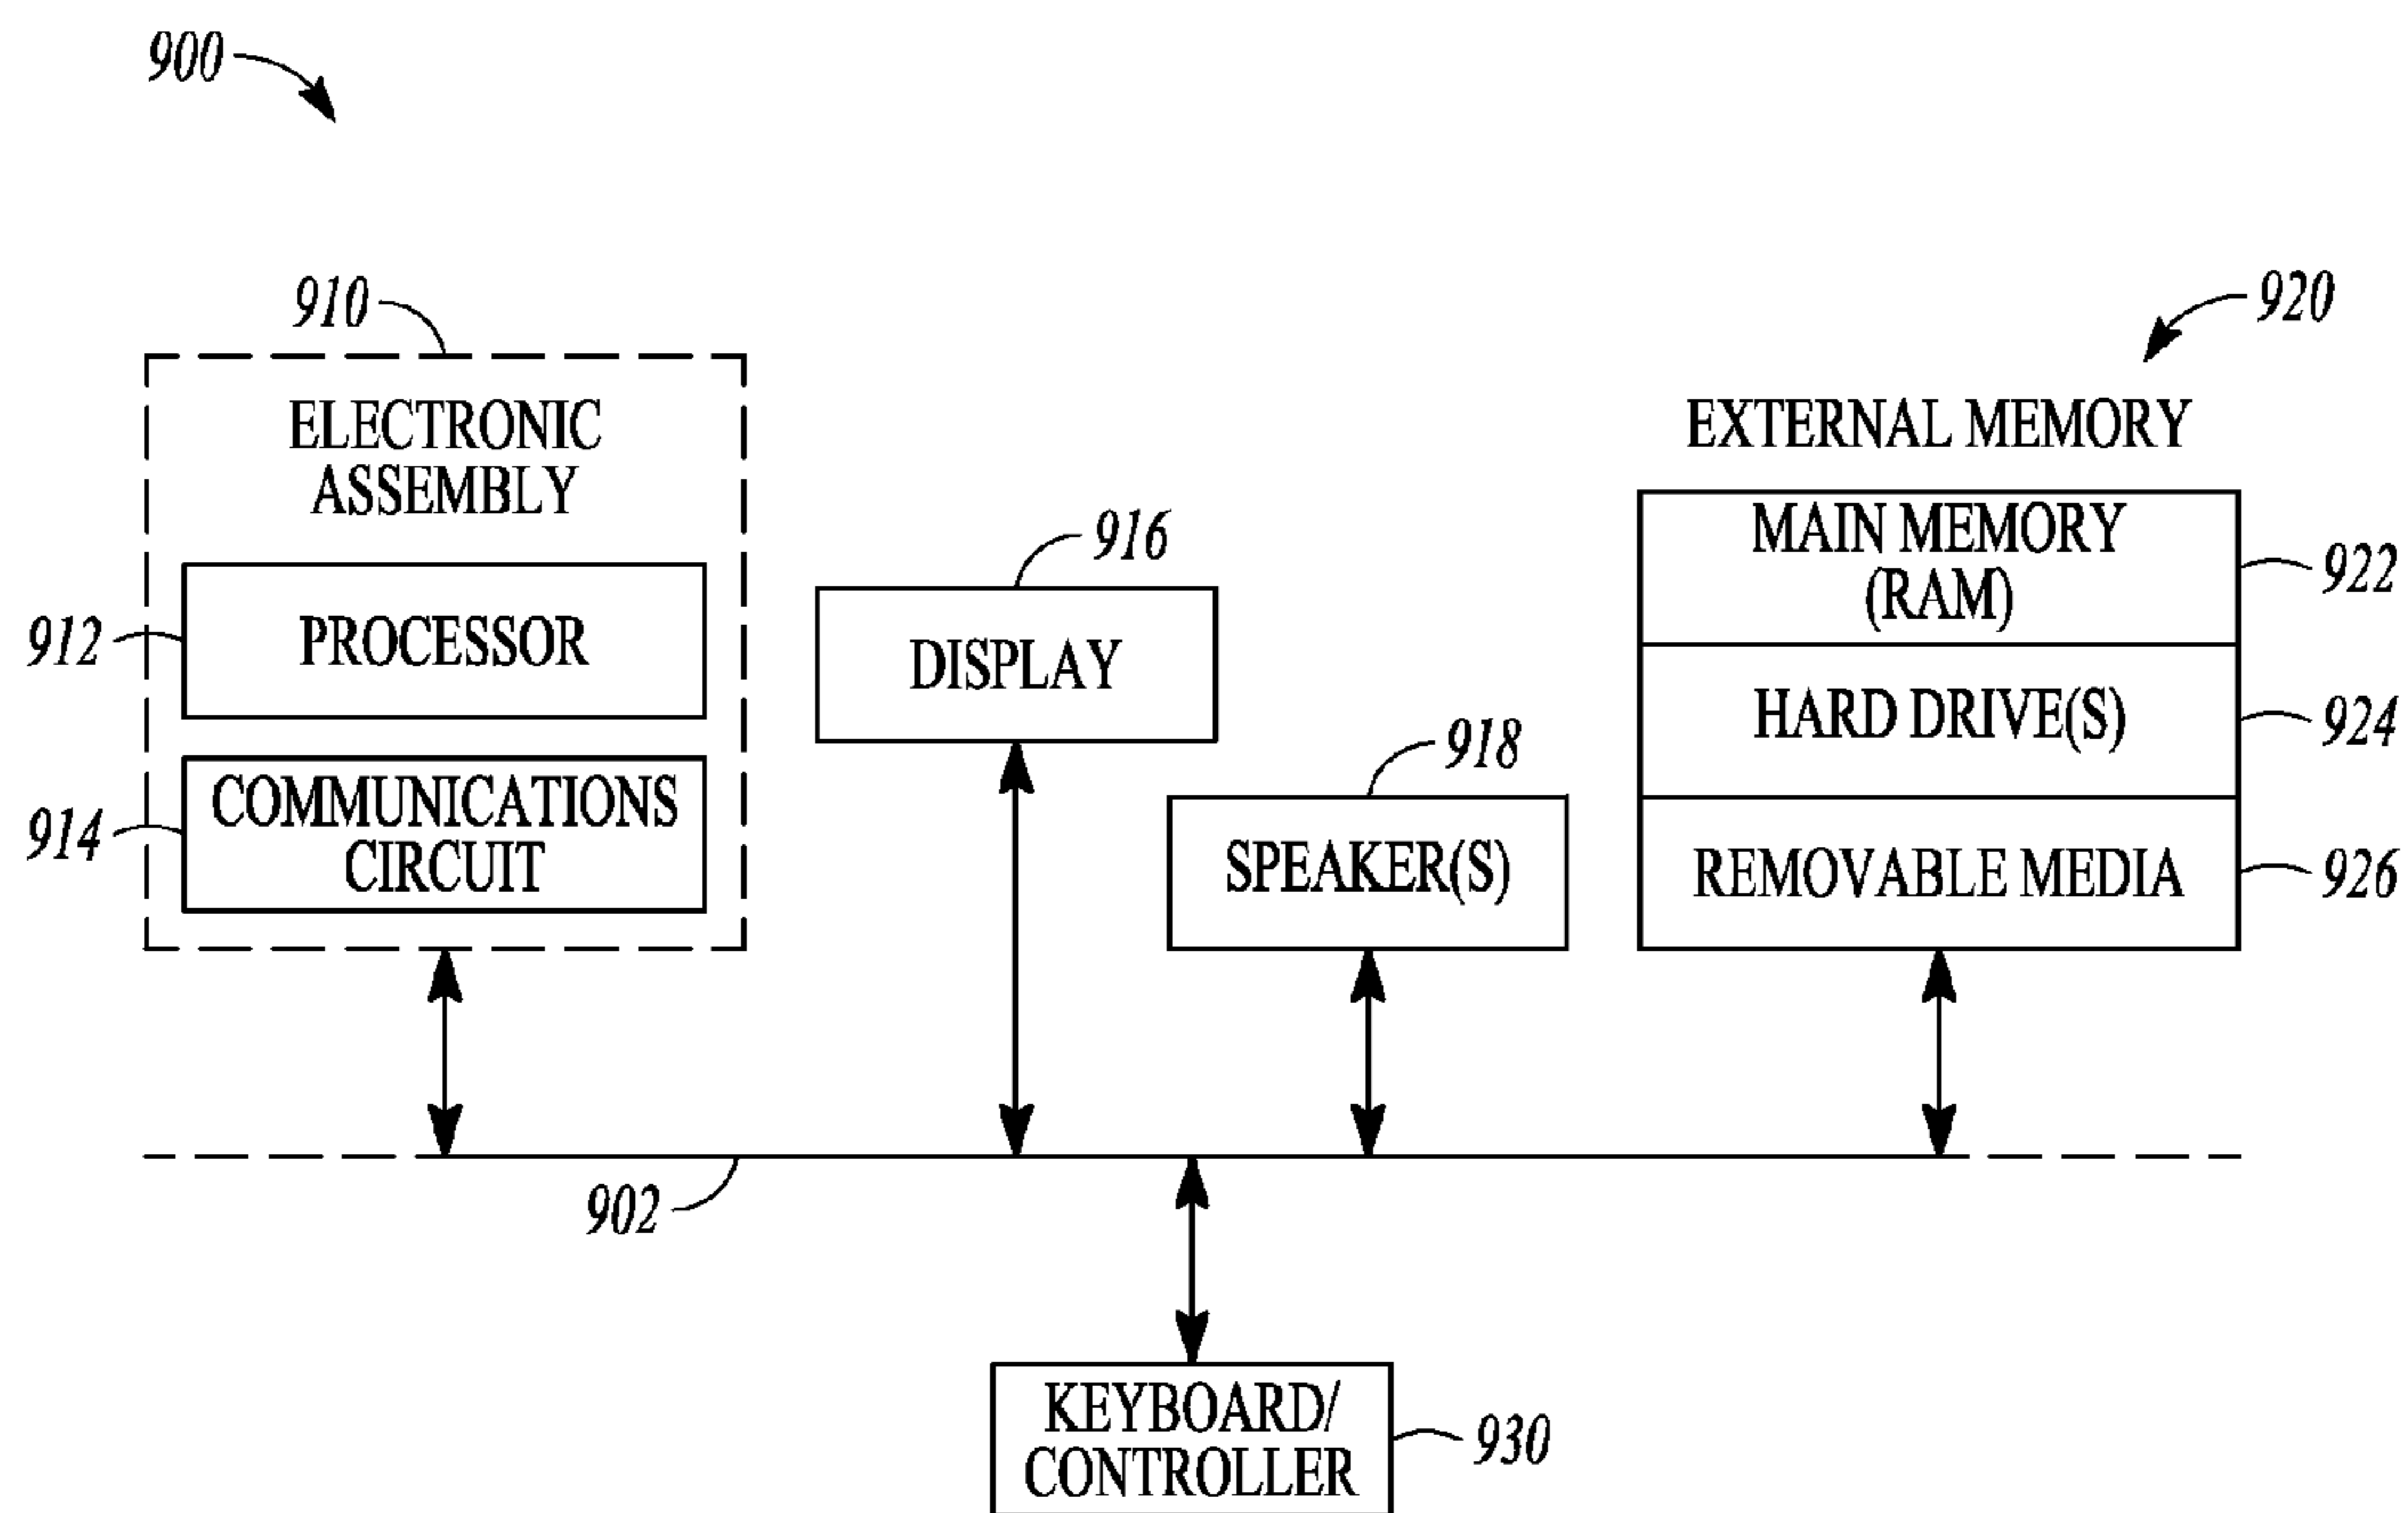 900
910
920
ELECTRONIC
ASSEMBLY
EXTERNAL MEMORY
916
MAIN MEMORY
(RAM)
922
912
PROCESSOR
DISPLAY
HARD DRIVE(S)
924
918
914
COMMUNICATIONS
CIRCUIT
SPEAKER(S)
REMOVABLE MEDIA
926
902
KEYBOARD/
CONTROLLER
930